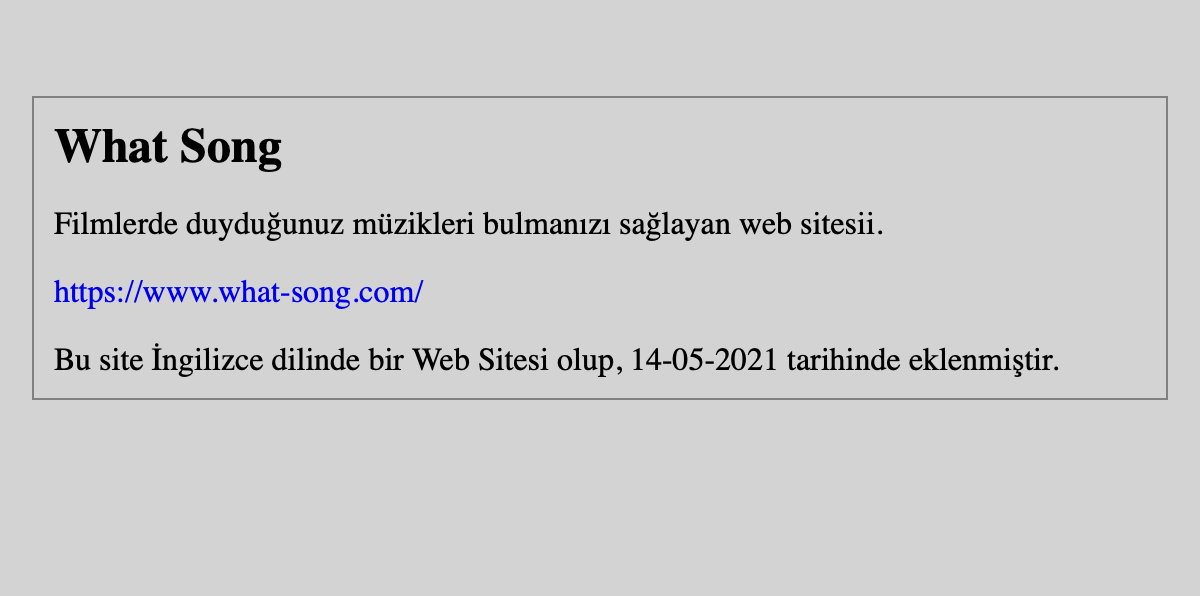 What Song
Filmlerde duyduğunuz müzikleri bulmanızı sağlayan web sitesii.
https://www.what-song.com/
Bu site İngilizce dilinde bir Web Sitesi olup, 14-05-2021 tarihinde eklenmiştir.